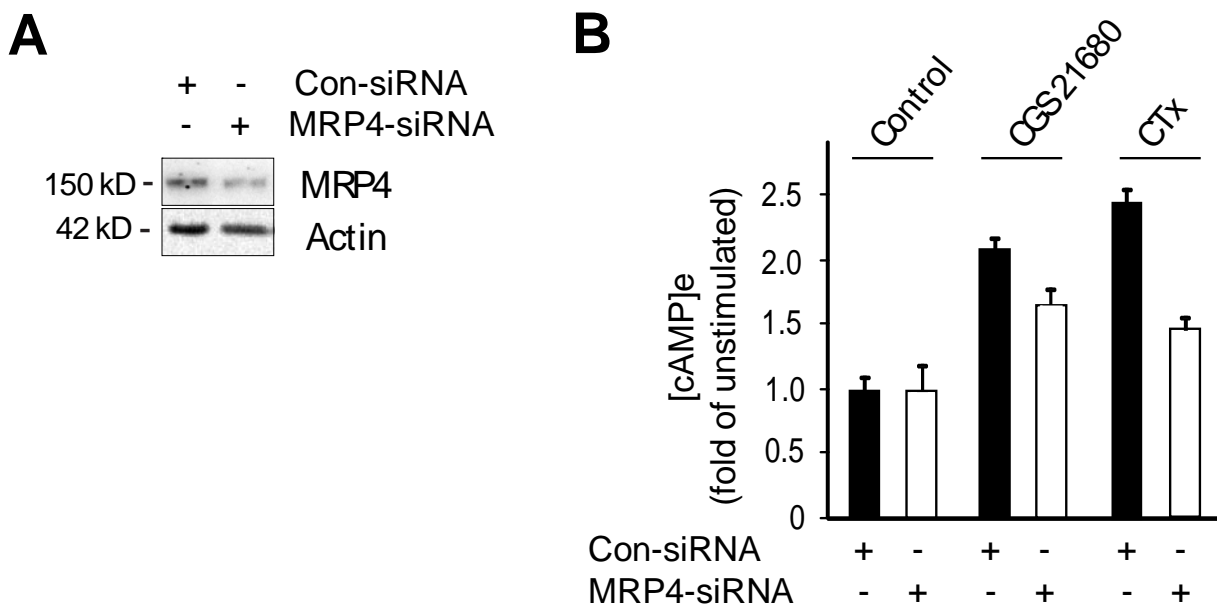 A
+ - Con-siRNA
- + MRP4-siRNA
150 kD - MRP4
42 kD - Actin
B
Control
CGS21680
CTx
[cAMP]e
(fold of unstimulated)
2.5
2.0
1.5
1.0
0.5
0
Con-siRNA + - + - + -
MRP4-siRNA - + - + - +